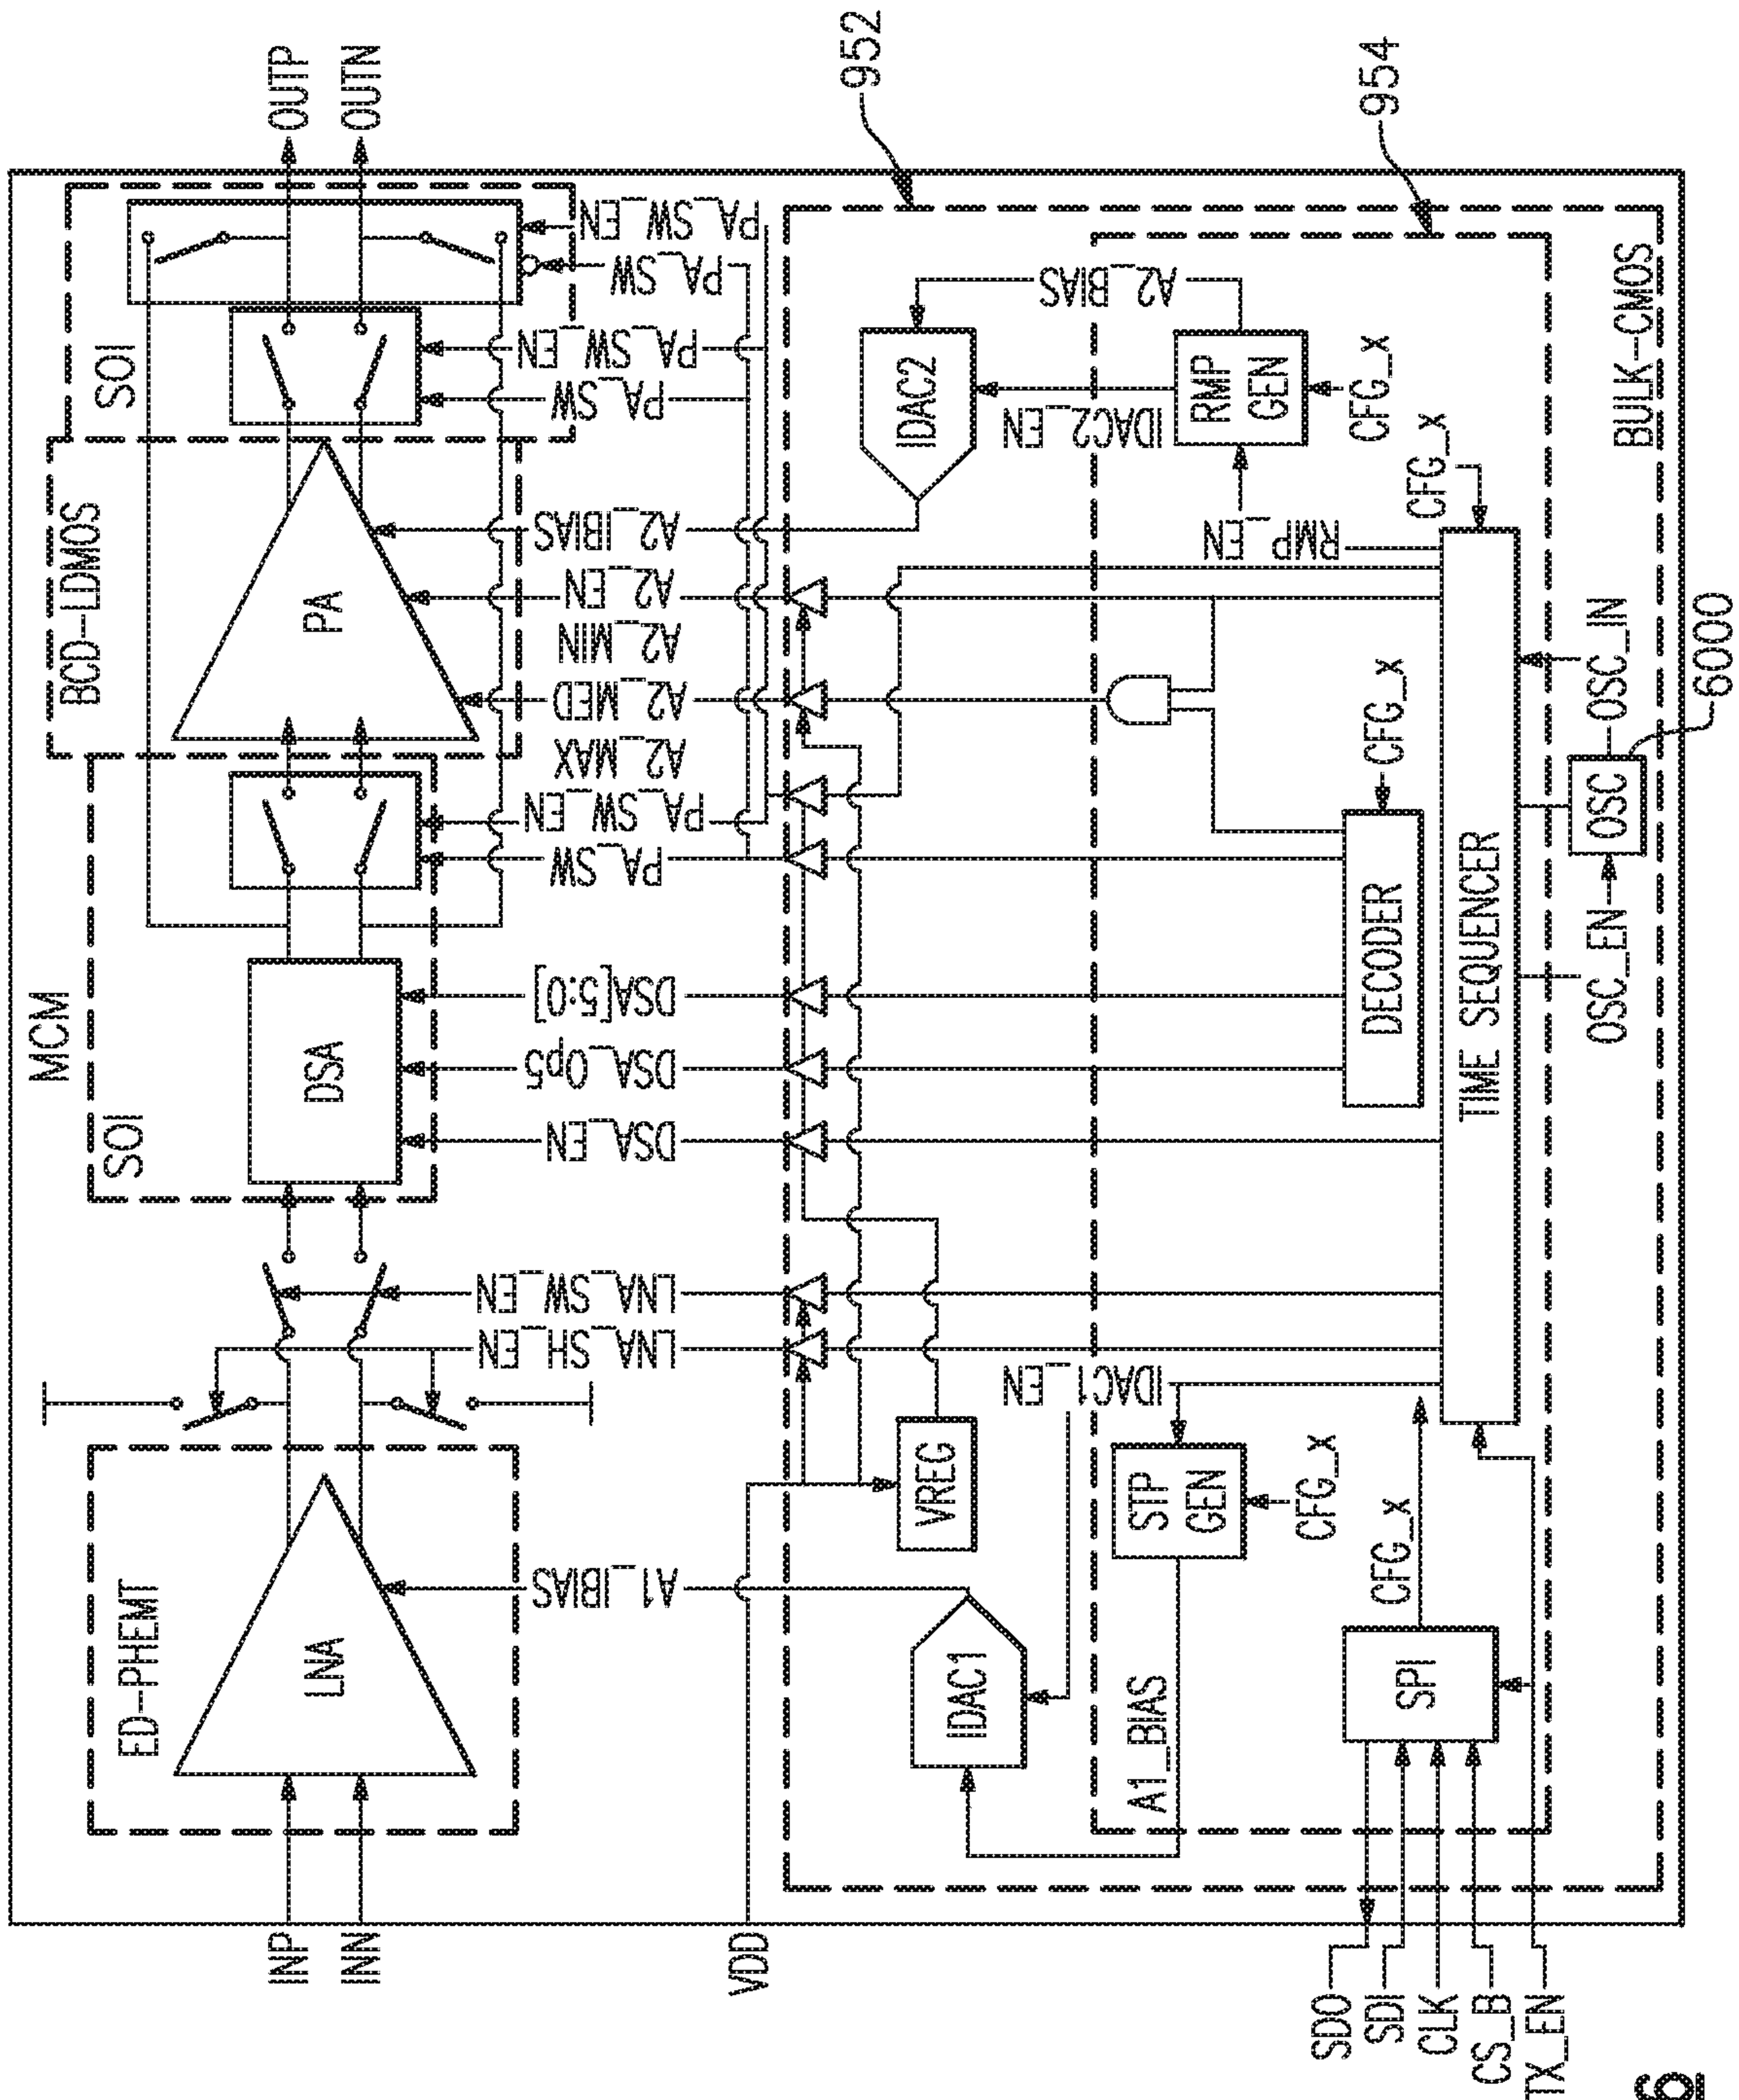 MCM
ED-PHEMT
LNA
SOI
DSA
BCD-LDMOS
PA
SOI
INP
INN
OUTP
OUTN
A1_IBIAS
LNA_SH_EN
LNA_SW_EN
DSA_EN
DSA_0p5
DSA[5:0]
PA_SW
PA_SW_EN
A2_MAX
A2_MED
A2_MIN
A2_EN
A2_IBIAS
PA_SW
PA_SW_EN
PA_SW
PA_SW_EN
VDD
952
IDAC1
VREG
IDAC1_EN
IDAC2
IDAC2_EN
A2_BIAS
954
A1_BIAS
STP
GEN
CFG_x
RMP_EN
RMP
GEN
CFG_x
SPI
CFG_x
DECODER
CFG_x
CFG_x
TIME SEQUENCER
SDO
SDI
CLK
CS_B
TX_EN
OSC_EN
OSC
OSC_IN
6000
BULK-CMOS
6